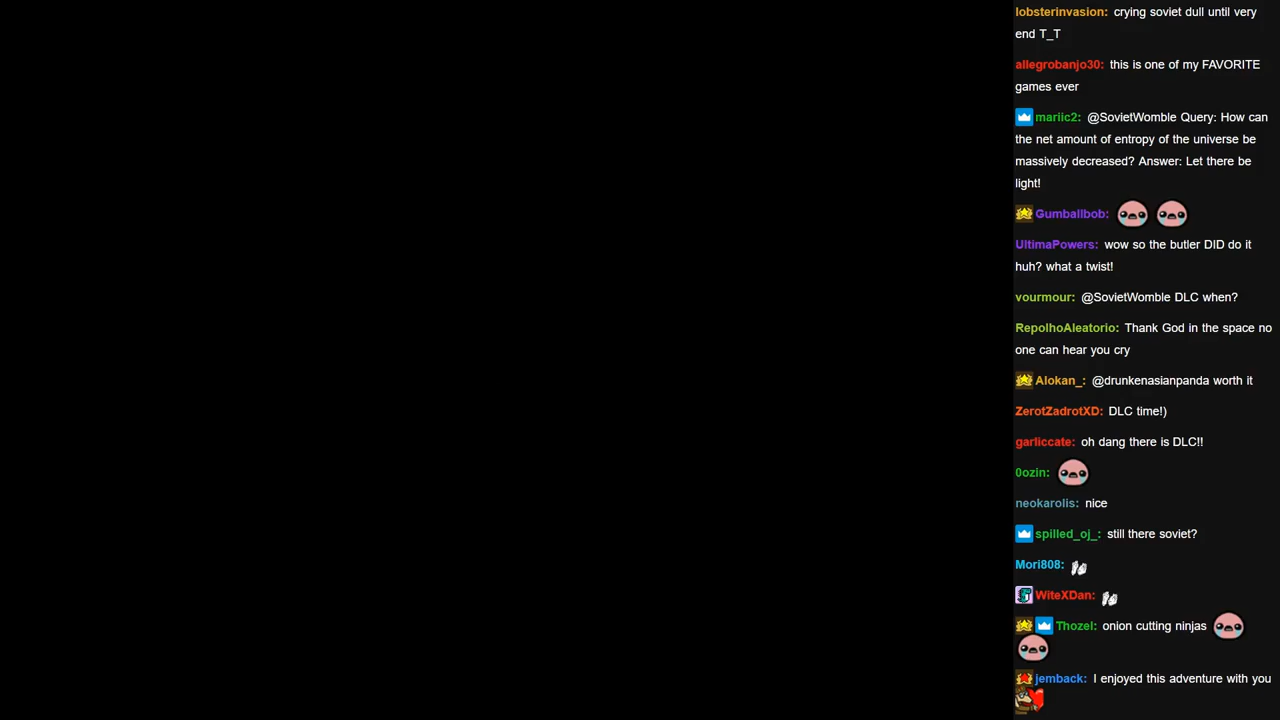 lobsterinvasion: crying soviet dull until very
end T_T
allegrobanjo30: this is one of my FAVORITE
games ever
mariic2: @SovietWomble Query: How can
the net amount of entropy of the universe be
massively decreased? Answer: Let there be
light!
Gumballbob:
UltimaPowers: wow so the butler DID do it
huh? what a twist!
vourmour: @SovietWomble DLC when?
RepolhoAleatorio: Thank God in the space no
one can hear you cry
Alokan_: @drunkenasianpanda worth it
ZerotZadrotXD: DLC time!)
garliccate: oh dang there is DLC!!
0ozin:
neokarolis: nice
spilled_oj_: still there soviet?
Mori808:
WiteXDan:
Thozel: onion cutting ninjas
jemback: I enjoyed this adventure with you